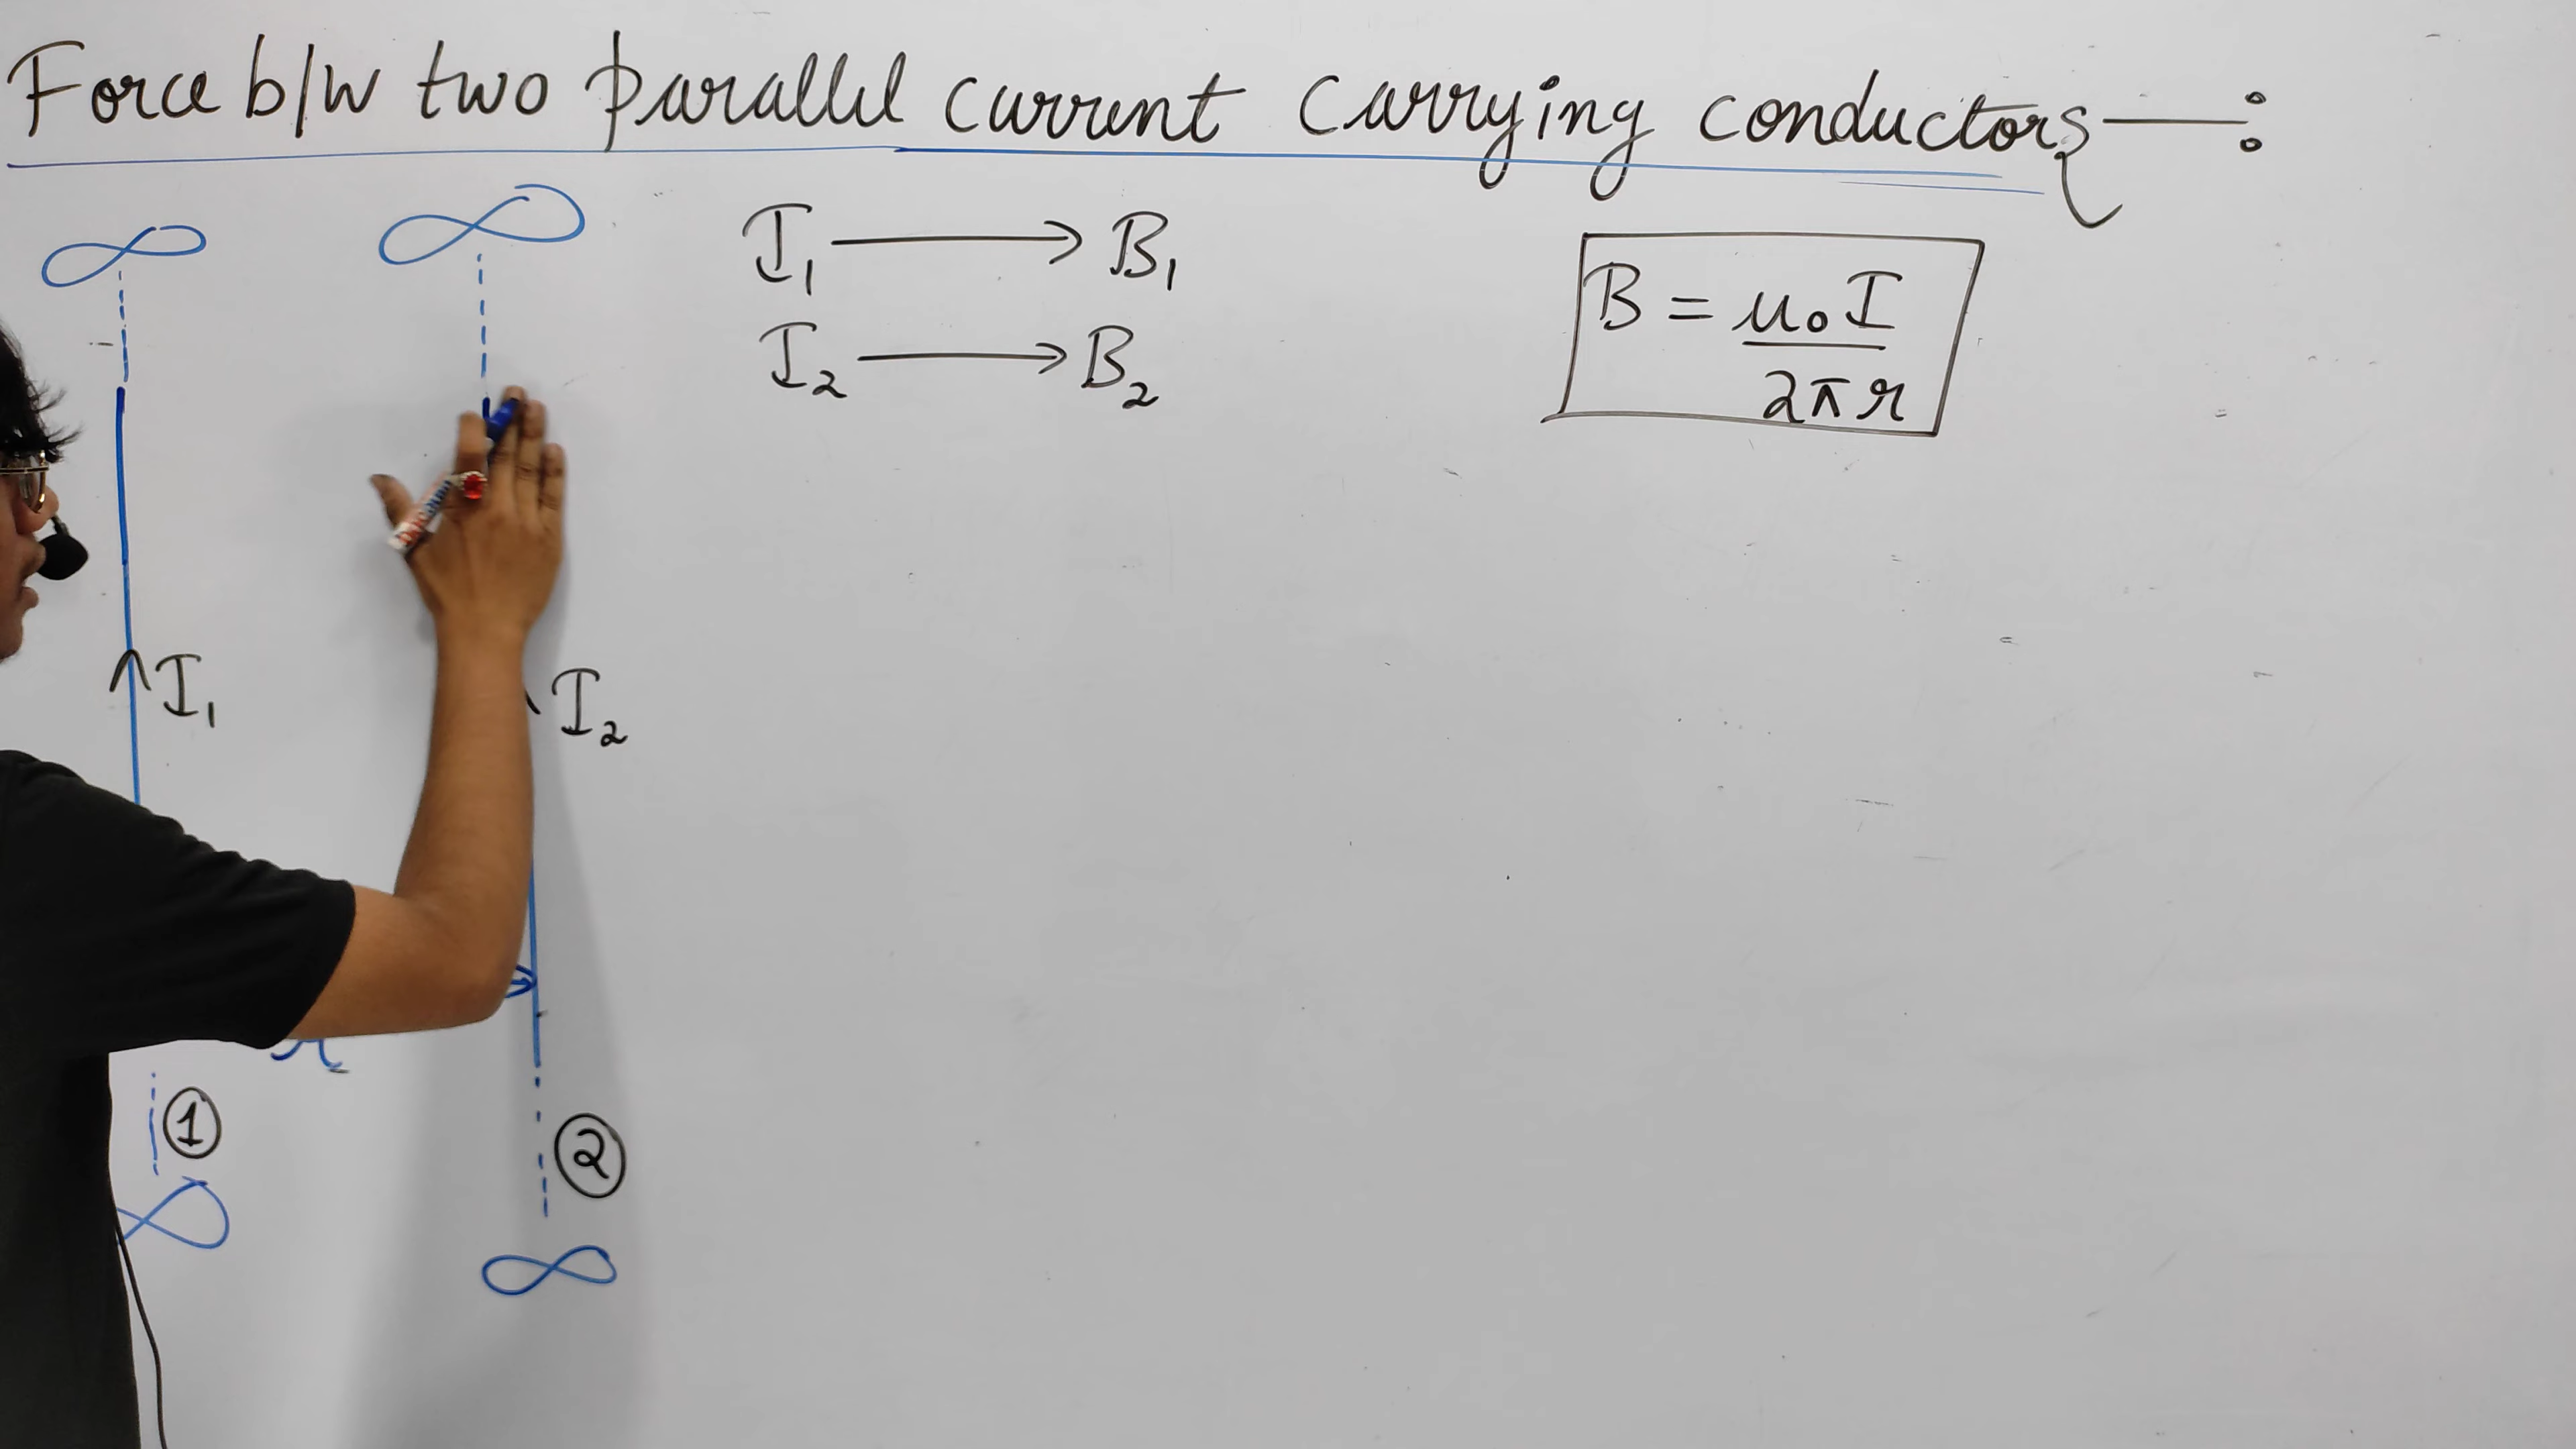 Force b/w two parallel current carrying conductors—:
∞ ∞
I₁ ⟶ B₁
I₂ ⟶ B₂
B = μ₀I
2πr
I₁
I₂
r
①
②
∞
∞